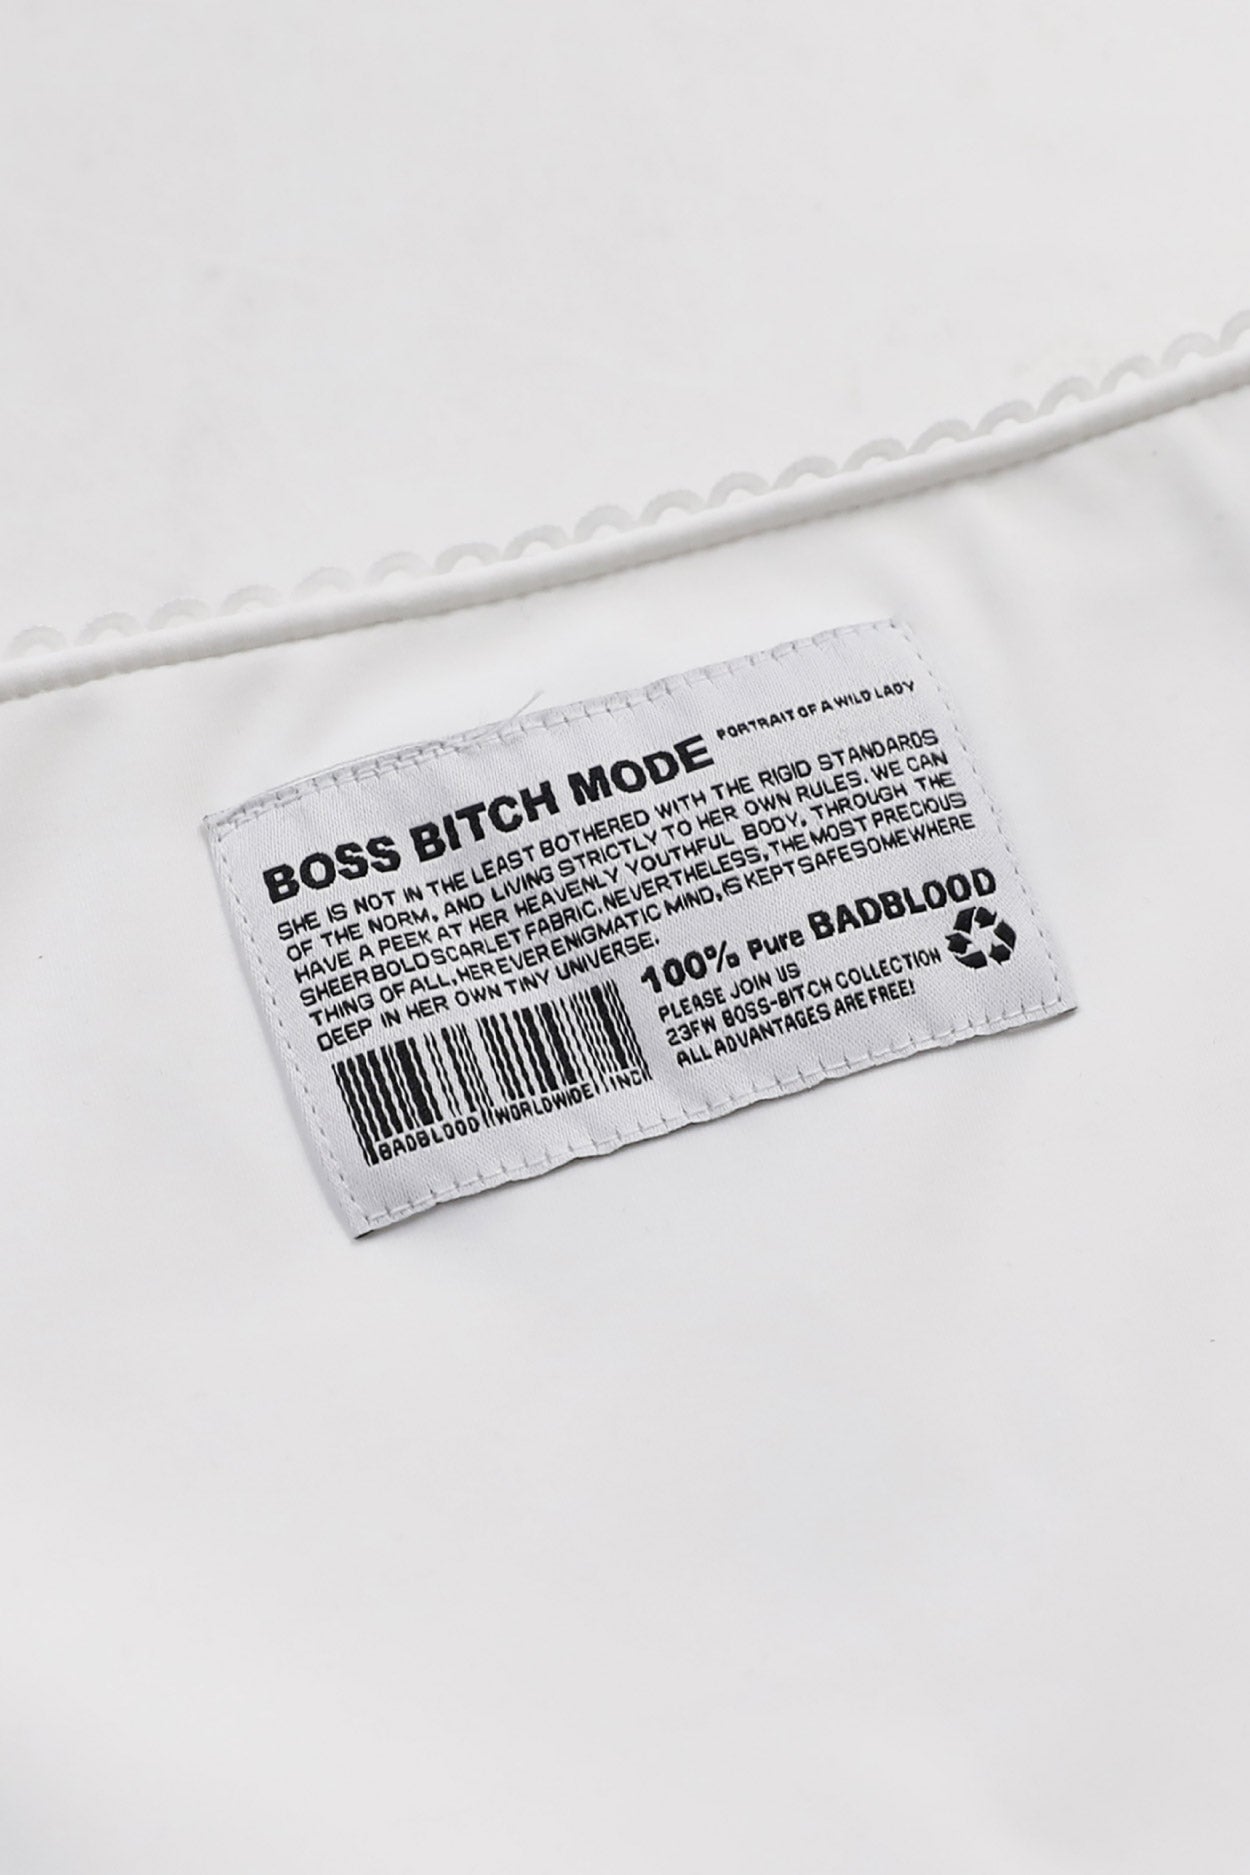 BOSS BITCH MODE PORTRAIT OF A WILD LADY
SHE IS NOT IN THE LEAST BOTHERED WITH THE RIGID STANDARDS
OF THE NORM, AND LIVING STRICTLY TO HER OWN RULES. WE CAN
HAVE A PEEK AT HER HEAVENLY YOUTHFUL BODY, THROUGH THE
SHEER BOLD SCARLET FABRIC. NEVERTHELESS, THE MOST PRECIOUS
THING OF ALL, HER EVER ENIGMATIC MIND, IS KEPT SAFE SOMEWHERE
DEEP IN HER OWN TINY UNIVERSE.
100% Pure BADBLOOD
PLEASE JOIN US
23FW BOSS-BITCH COLLECTION
ALL ADVANTAGES ARE FREE!
BADBLOOD WORLDWIDE INC